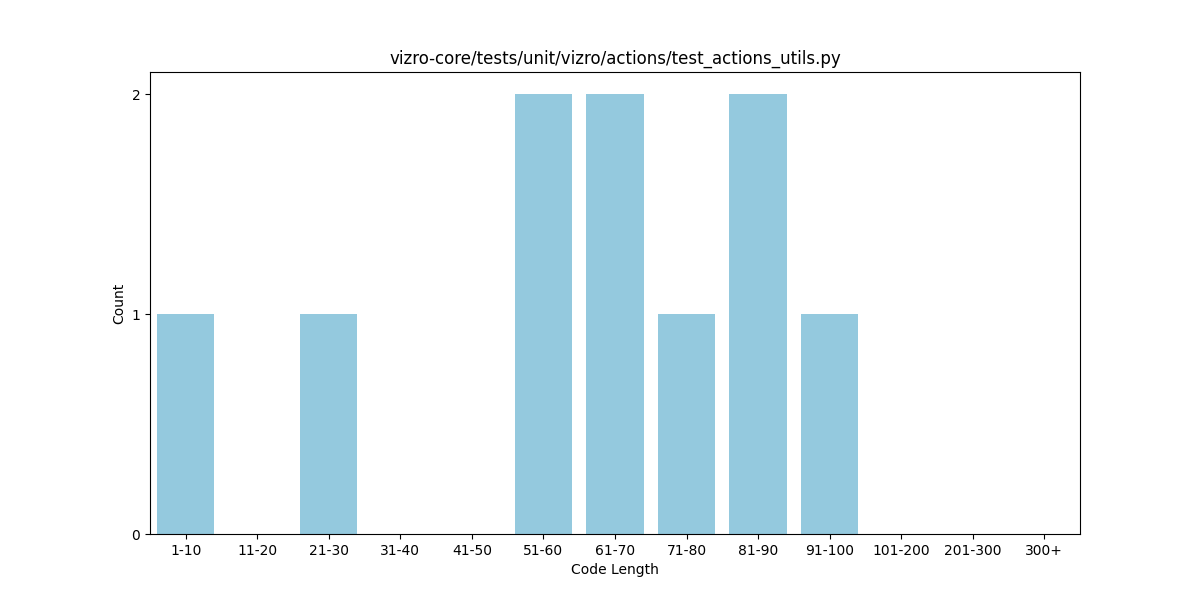 vizro-core/tests/unit/vizro/actions/test_actions_utils.py
2
1
0
Count
1-10 11-20 21-30 31-40 41-50 51-60 61-70 71-80 81-90 91-100 101-200 201-300 300+
Code Length